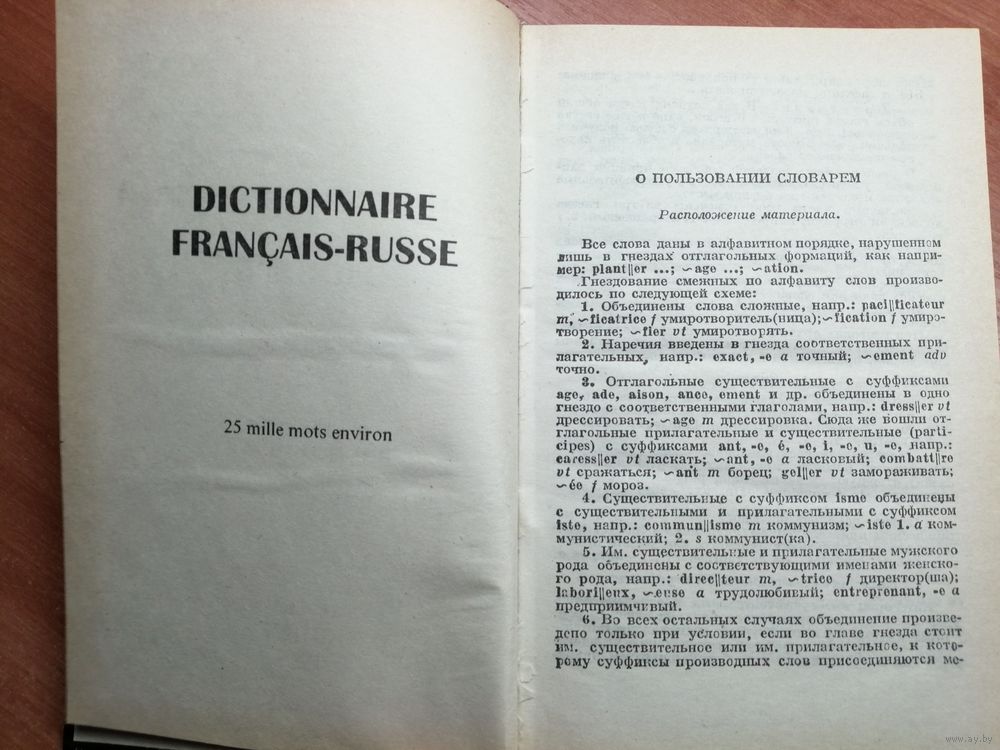 DICTIONNAIRE
FRANÇAIS-RUSSE
25 mille mots environ
О ПОЛЬЗОВАНИИ СЛОВАРЕМ
Расположение материала.
Все слова даны в алфавитном порядке, нарушенном
лишь в гнездах отглагольных формаций, как напри-
мер: plant||er ...; ~age ...; ~ation.
Гнездование смежных по алфавиту слов произво-
дилось по следующей схеме:
1. Объединены слова сложные, напр.: paci||ficateur
m, ~ficatrice f умиротворитель(ница); ~fication f умиро-
творение; ~fier vt умиротворять.
2. Наречия введены в гнезда соответственных при-
лагательных, напр.: exact, -e a точный; ~ement adv
точно.
3. Отглагольные существительные с суффиксами
age, ade, aison, ance, ement и др. объединены в одно
гнездо с соответственными глаголами, напр.: dress||er vt
дрессировать; ~age m дрессировка. Сюда же вошли от-
глагольные прилагательные и существительные (parti-
cipes) с суффиксами ant, -e, é, -e, i, -e, u, -e, напр.:
caress||er vt ласкать; ~ant, -e a ласковый; combatt||re
vt сражаться; ~ant m борец; gel||er vt замораживать;
~ée f мороз.
4. Существительные с суффиксом isme объединены
с существительными и прилагательными с суффиксом
iste, напр.: commun||isme m коммунизм; ~iste 1. a ком-
мунистический; 2. s коммунист(ка).
5. Им. существительные и прилагательные мужского
рода объединены с соответствующими именами женско-
го рода, напр.: direc||teur m, ~trice f директор(ша);
labori||eux, ~euse a трудолюбивый; entreprenant, -e a
предприимчивый.
6. Во всех остальных случаях объединение произве-
дено только при условии, если во главе гнезда стоит
им. существительное или им. прилагательное, к кото-
рому суффиксы производных слов присоединяются ме-
www.ay.by